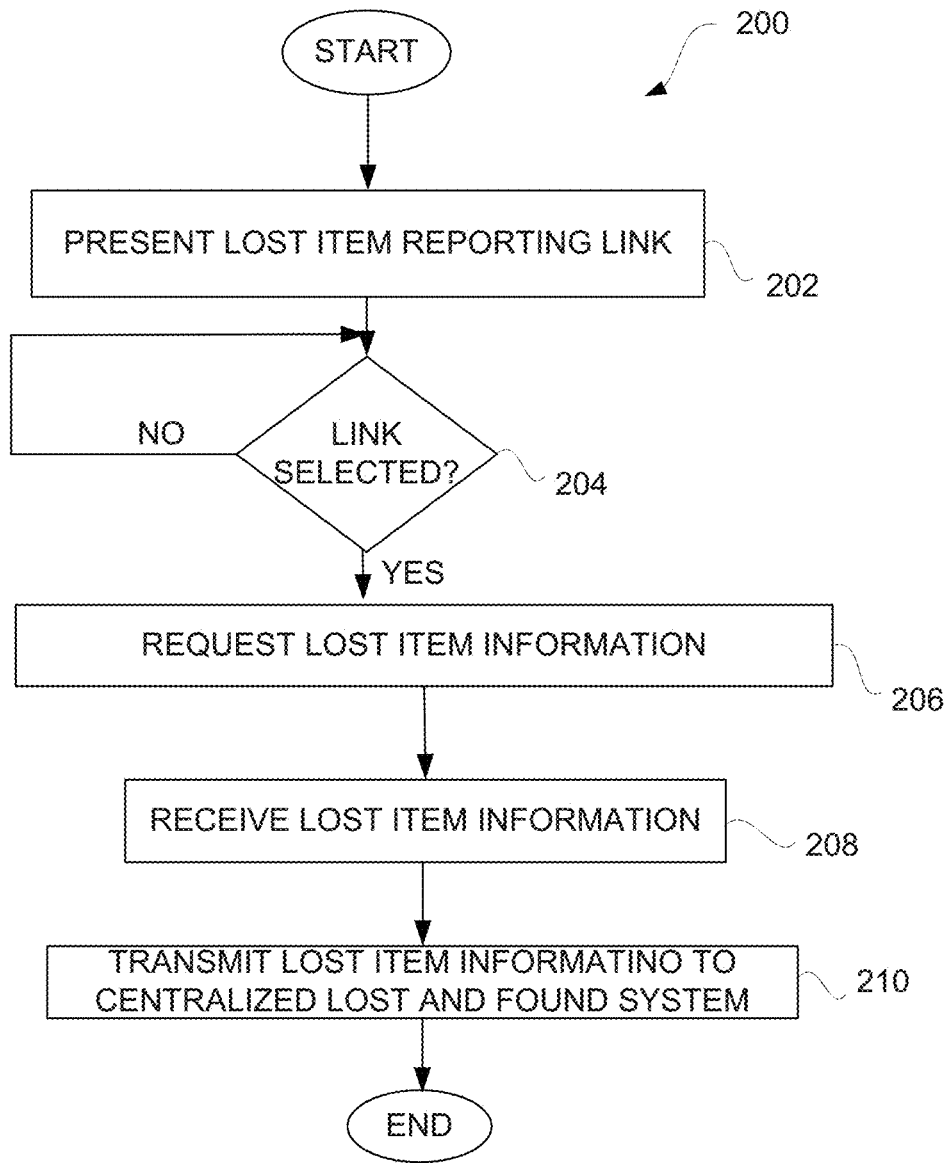 START
200
PRESENT LOST ITEM REPORTING LINK
202
NO
LINK
SELECTED?
204
YES
REQUEST LOST ITEM INFORMATION
206
RECEIVE LOST ITEM INFORMATION
208
TRANSMIT LOST ITEM INFORMATINO TO
CENTRALIZED LOST AND FOUND SYSTEM
210
END